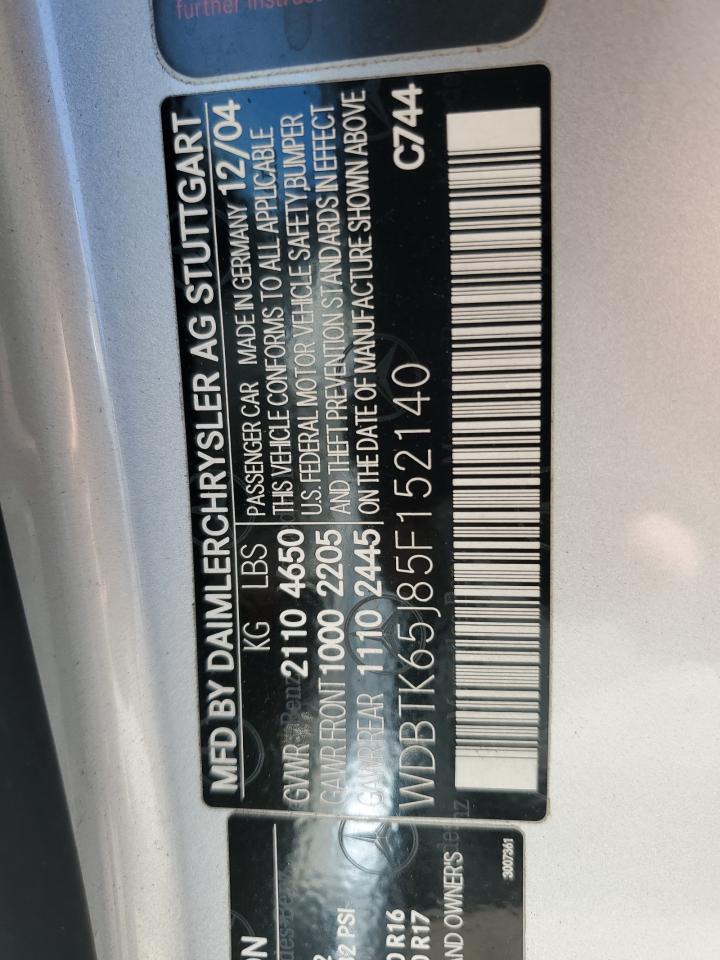 further
MFD BY DAIMLERCHRYSLER AG STUTTGART
KG LBS PASSENGER CAR MADE IN GERMANY 12/04
GVWR 2110 4650 THIS VEHICLE CONFORMS TO ALL APPLICABLE
GAWR FRONT 1000 2205 U.S. FEDERAL MOTOR VEHICLE SAFETY,BUMPER
GAWR REAR 1110 2445 AND THEFT PREVENTION STANDARDS IN EFFECT
ON THE DATE OF MANUFACTURE SHOWN ABOVE
WDBTK65J85F152140 C744
PSI
R16
R17
AND OWNER'S
3007361